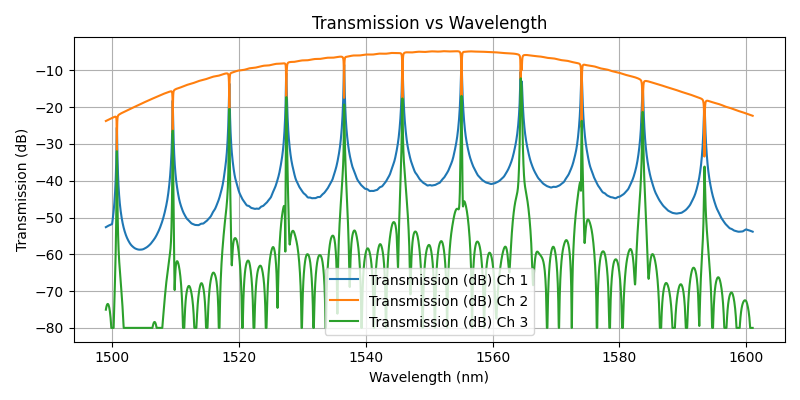 Transmission vs Wavelength
Transmission (dB)
−10
−20
−30
−40
−50
−60
−70
−80
Transmission (dB) Ch 1
Transmission (dB) Ch 2
Transmission (dB) Ch 3
1500
1520
1540
1560
1580
1600
Wavelength (nm)